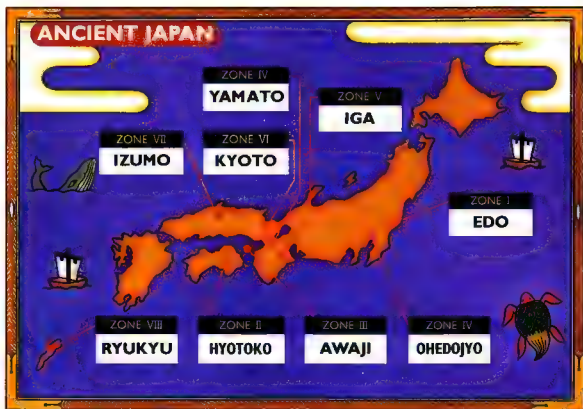 ANCIENT JAPAN
ZONE IV
YAMATO
ZONE V
IGA
ZONE VII
IZUMO
ZONE VI
KYOTO
ZONE I
EDO
ZONE VIII
RYUKYU
ZONE II
HYOTOKO
ZONE III
AWAJI
ZONE IV
OHEDOJYO